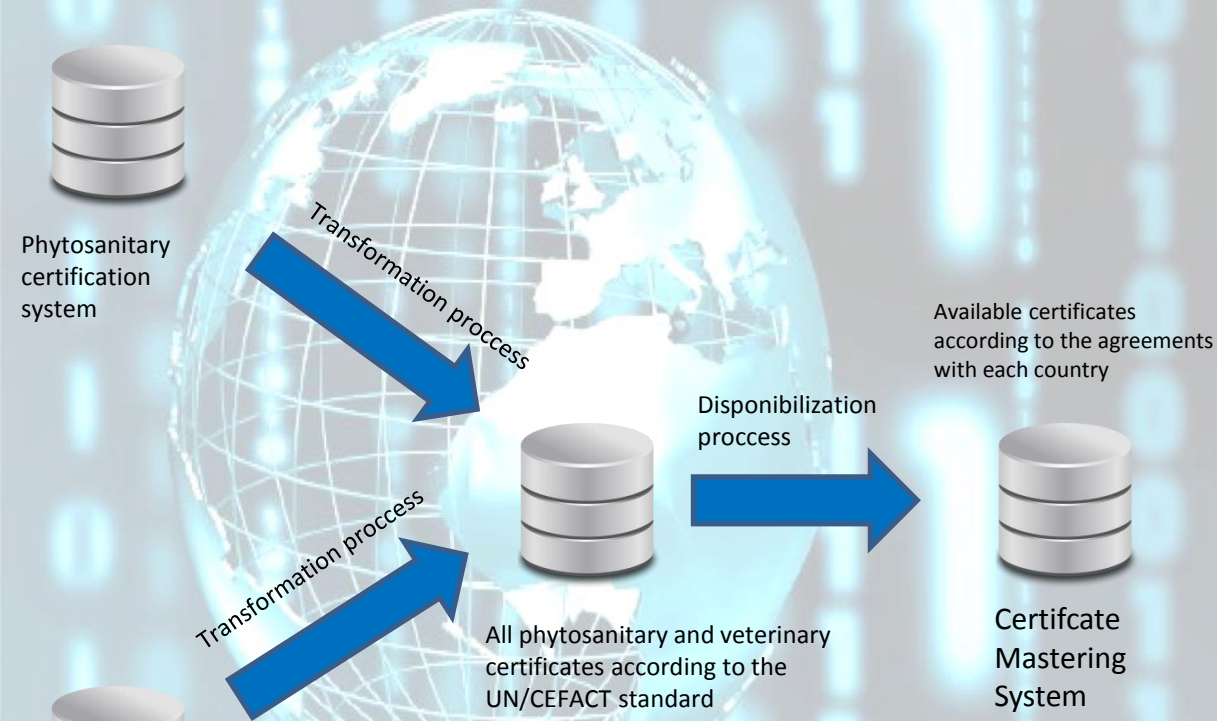 Phytosanitary
certification
system
Transformation proccess
Available certificates
according to the agreements
with each country
Disponibilization
proccess
Transformation proccess
All phytosanitary and veterinary
certificates according to the
UN/CEFACT standard
Certifcate
Mastering
System